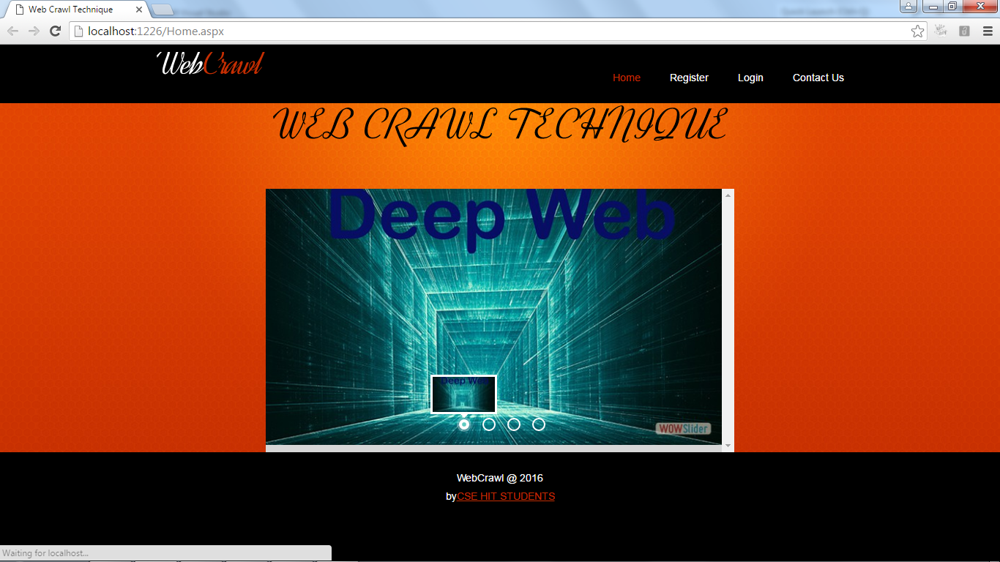 Web Crawl Technique
localhost:1226/Home.aspx
WebCrawl
Home Register Login Contact Us
WEB CRAWL TECHNIQUE
Deep Web
Deep Web
WOWSlider
WebCrawl @ 2016
byCSE HIT STUDENTS
Waiting for localhost...